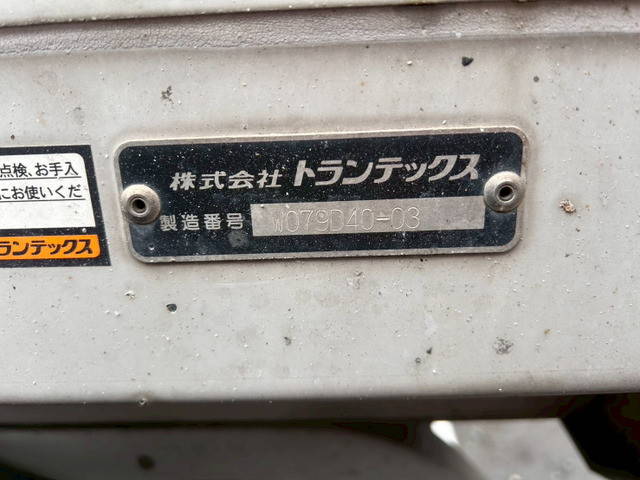 点検、お手入
にお使いくだ
ランテックス
株式会社 トランテックス
製造番号 W079D40-03